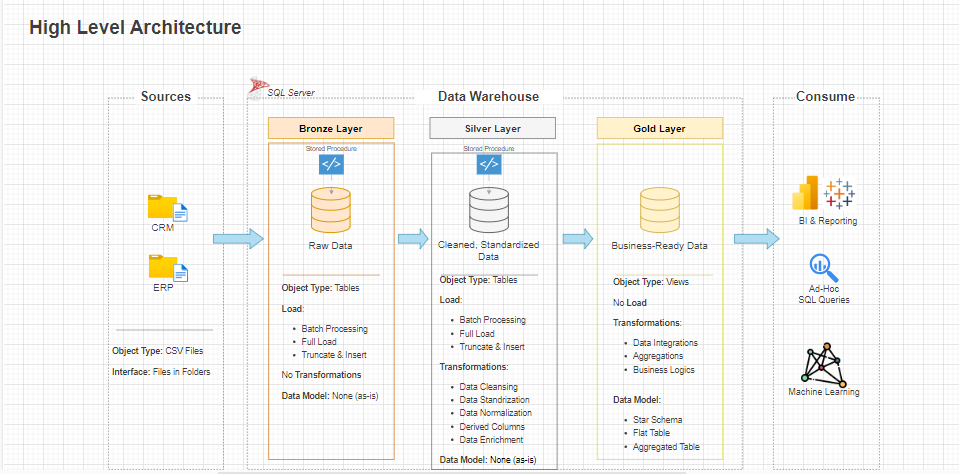 High Level Architecture
Sources
CRM
ERP
Object Type: CSV Files
Interface: Files in Folders
SQL Server
Data Warehouse
Bronze Layer
Stored Procedure
</>
Raw Data
Object Type: Tables
Load:
• Batch Processing
• Full Load
• Truncate & Insert
No Transformations
Data Model: None (as-is)
Silver Layer
Stored Procedure
</>
Cleaned, Standardized
Data
Object Type: Tables
Load:
• Batch Processing
• Full Load
• Truncate & Insert
Transformations:
• Data Cleansing
• Data Standrization
• Data Normalization
• Derived Columns
• Data Enrichment
Data Model: None (as-is)
Gold Layer
Business-Ready Data
Object Type: Views
No Load
Transformations:
• Data Integrations
• Aggregations
• Business Logics
Data Model:
• Star Schema
• Flat Table
• Aggregated Table
Consume
BI & Reporting
Ad-Hoc
SQL Queries
Machine Learning